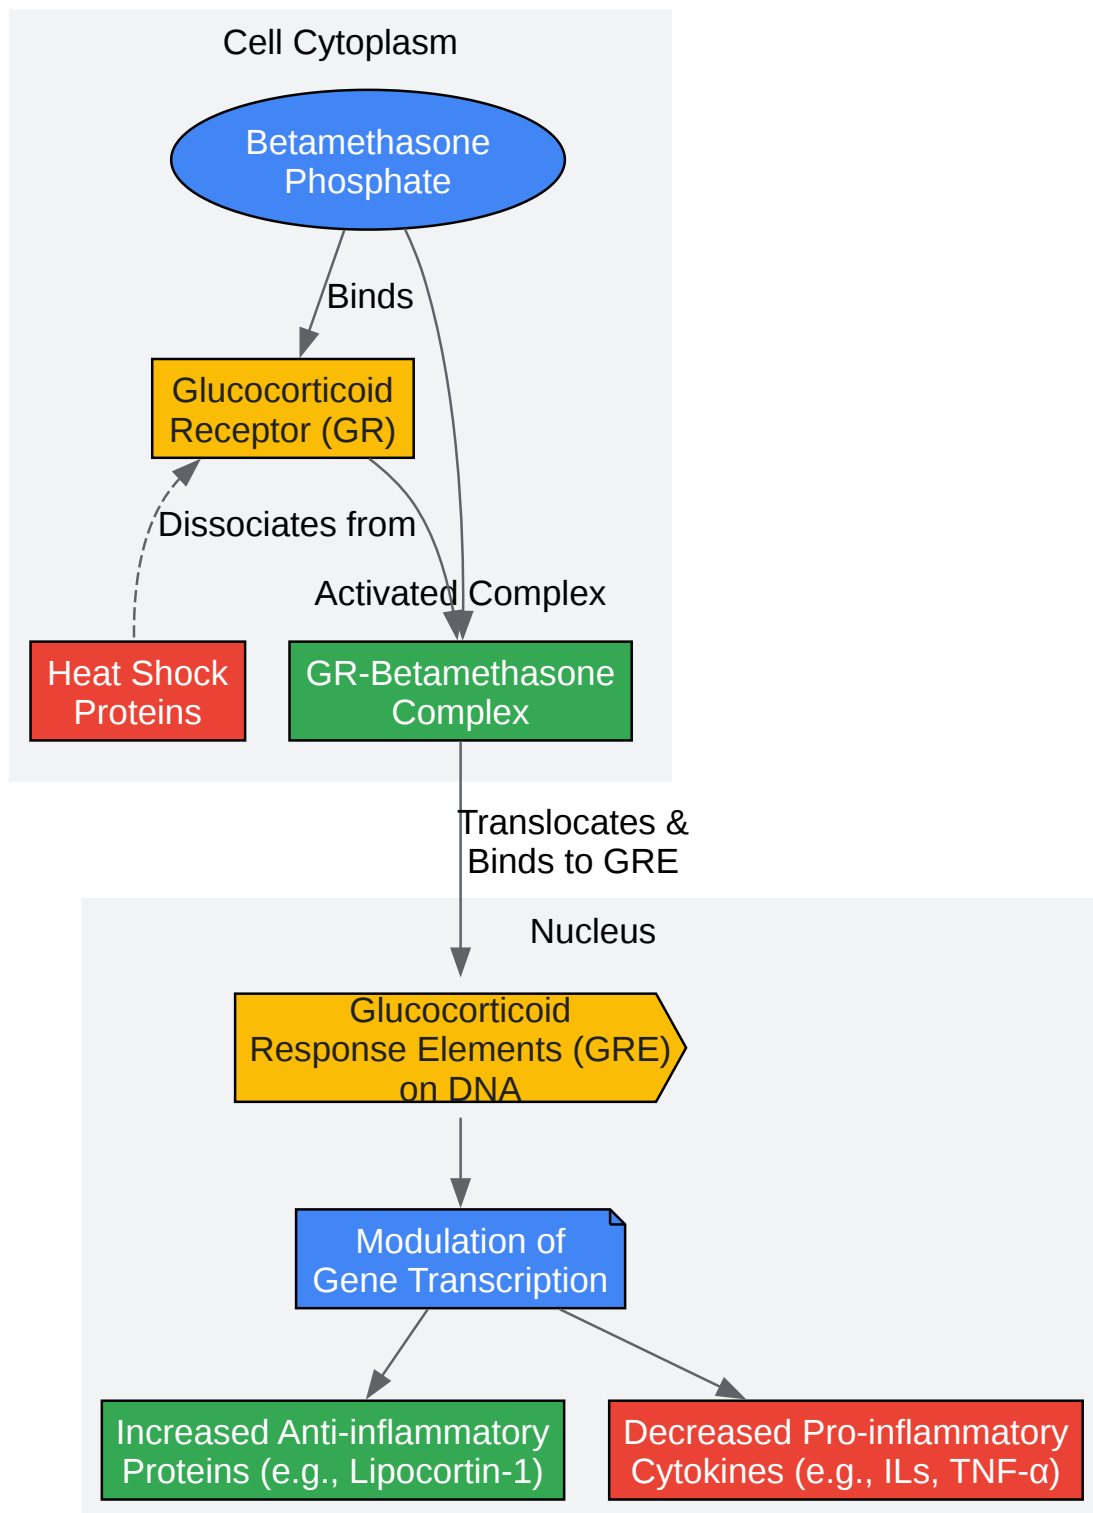 Cell Cytoplasm
Betamethasone
Phosphate
Binds
Glucocorticoid
Receptor (GR)
Dissociates from
Activated Complex
Heat Shock
Proteins
GR-Betamethasone
Complex
Translocates &
Binds to GRE
Nucleus
Glucocorticoid
Response Elements (GRE)
on DNA
Modulation of
Gene Transcription
Increased Anti-inflammatory
Proteins (e.g., Lipocortin-1)
Decreased Pro-inflammatory
Cytokines (e.g., ILs, TNF-α)